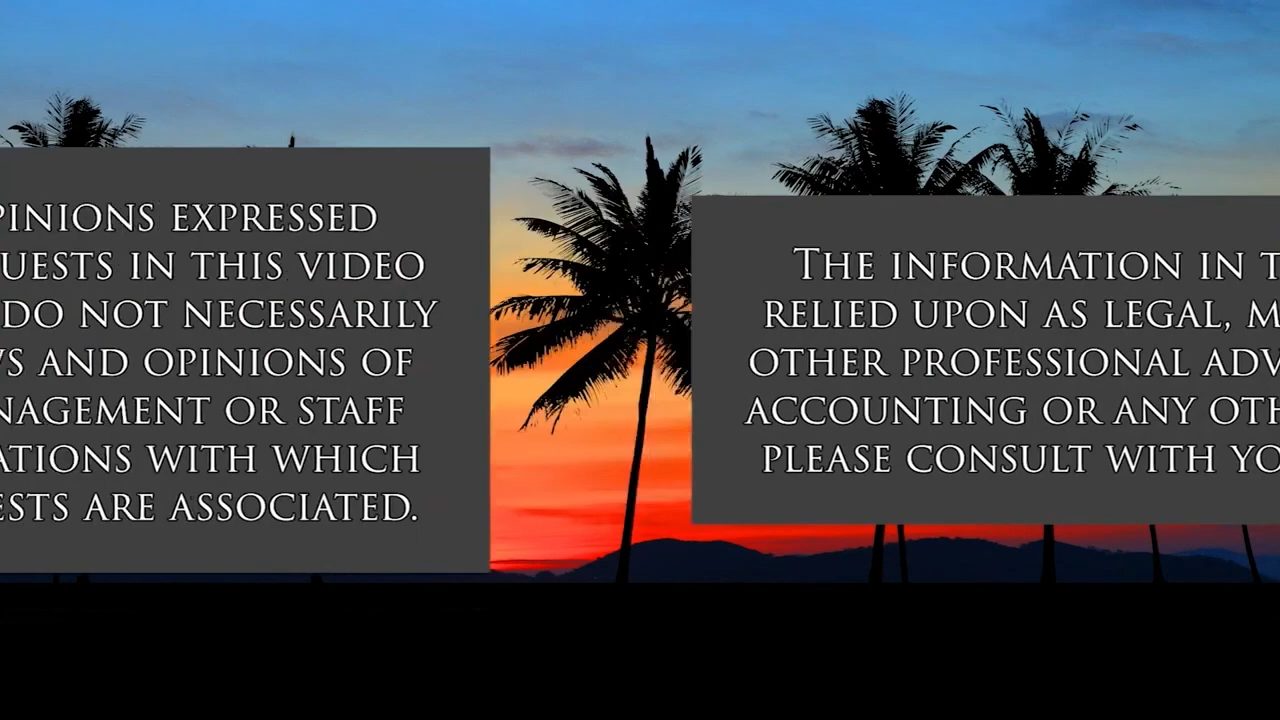 PINIONS EXPRESSED
UESTS IN THIS VIDEO
DO NOT NECESSARILY
WS AND OPINIONS OF
NAGEMENT OR STAFF
ATIONS WITH WHICH
ESTS ARE ASSOCIATED.
THE INFORMATION IN T
RELIED UPON AS LEGAL, M
OTHER PROFESSIONAL ADV
ACCOUNTING OR ANY OTH
PLEASE CONSULT WITH YO